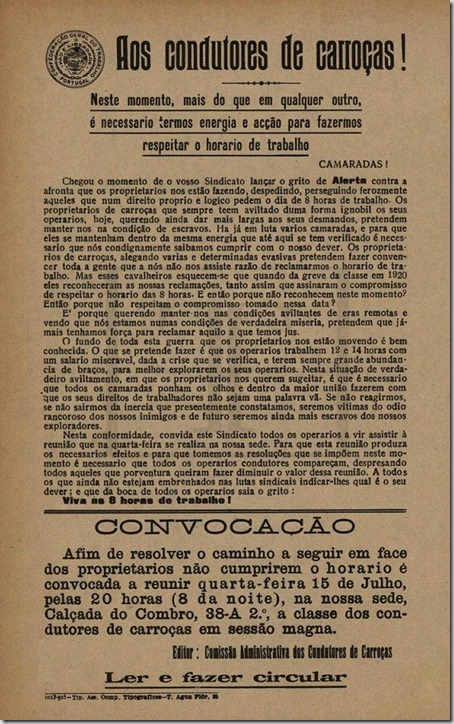 CONFEDERAÇÃO GERAL DO TRABALHO
PORTUGAL
Aos condutores de carroças!
Neste momento, mais do que em qualquer outro,
é necessario termos energia e acção para fazermos
respeitar o horario de trabalho
CAMARADAS!
Chegou o momento de o vosso Sindicato lançar o grito de Alerta contra a
afronta que os proprietarios nos estão fazendo, despedindo, perseguindo ferozmente
aqueles que num direito proprio e logico pedem o dia de 8 horas de trabalho. Os
proprietarios de carroças que sempre teem aviltado duma forma ignobil os seus
operarios, hoje, querendo ainda dar mais largas aos seus desmandos, pretendem
manter nos na condição de escravos. Ha já em luta varios camaradas, e para que
eles se mantenham dentro da mesma energia que até aqui se tem verificado é neces-
sario que nós condignamente saibamos cumprir com o nosso dever. Os proprieta-
rios de carroças, alegando varias e determinadas evasivas pretendem fazer conven-
cer toda a gente que a nós não nos assiste razão de reclamarmos o horario de tra-
balho. Mas esses cavalheiros esquecem-se que quando da greve da classe em 1920
eles reconheceram as nossas reclamações, tanto assim que assinaram o compromisso
de respeitar o horario das 8 horas. E então porque não reconhecem neste momento?
Então porque não respeitam o compromisso tomado nessa data?
E' porque querendo manter-nos nas condições aviltantes de eras remotas e
vendo que nós estamos numas condições de verdadeira miseria, pretendem que já-
mais tenhamos força para reclamar aquilo a que temos jus.
O fundo de toda esta guerra que os proprietarios nos estão movendo é bem
conhecida. O que se pretende fazer é que os operarios trabalhem 12 e 14 horas com
um salario miseravel, dada a crise que se verifica, e terem sempre grande abundan-
cia de braços, para melhor explorarem os seus operarios. Nesta situação de verda-
deiro aviltamento, em que os proprietarios nos querem sugeitar, é que é necessario
que todos os camaradas ponham os olhos e dentro da maior união fazerem com
que os seus direitos de trabalhadores não sejam uma palavra vã. Se não reagirmos,
se não sairmos da inercia que presentemente constatamos, seremos vitimas do odio
rancoroso dos nossos inimigos e de futuro seremos ainda mais escravos dos nossos
exploradores.
Nesta conformidade, convida este Sindicato todos os operarios a vir assistir á
reunião que na quarta-feira se realiza na nossa sede. Para que esta reunião produza
os necessarios efeitos e para que tomemos as resoluções que se impõem neste mo-
mento é necessario que todos os operarios condutores compareçam, despresando
todos aqueles que porventura queiram fazer diminuir o valor dessa reunião. A todos
os que ainda não estejam embrenhados nas lutas sindicais indicar-lhes qual é o seu
dever; e que da boca de todos os operarios saia o grito:
Viva as 8 horas de trabalho!
CONVOCAÇÃO
Afim de resolver o caminho a seguir em face
dos proprietarios não cumprirem o horario é
convocada a reunir quarta-feira 15 de Julho,
pelas 20 horas (8 da noite), na nossa sede,
Calçada do Combro, 38-A 2.º, a classe dos con-
dutores de carroças em sessão magna.
Editor: Comissão Administrativa dos Condutores de Carroças
Ler e fazer circular
Tip. Ass. Comp. Tipograficos—T. Agua Flôr,